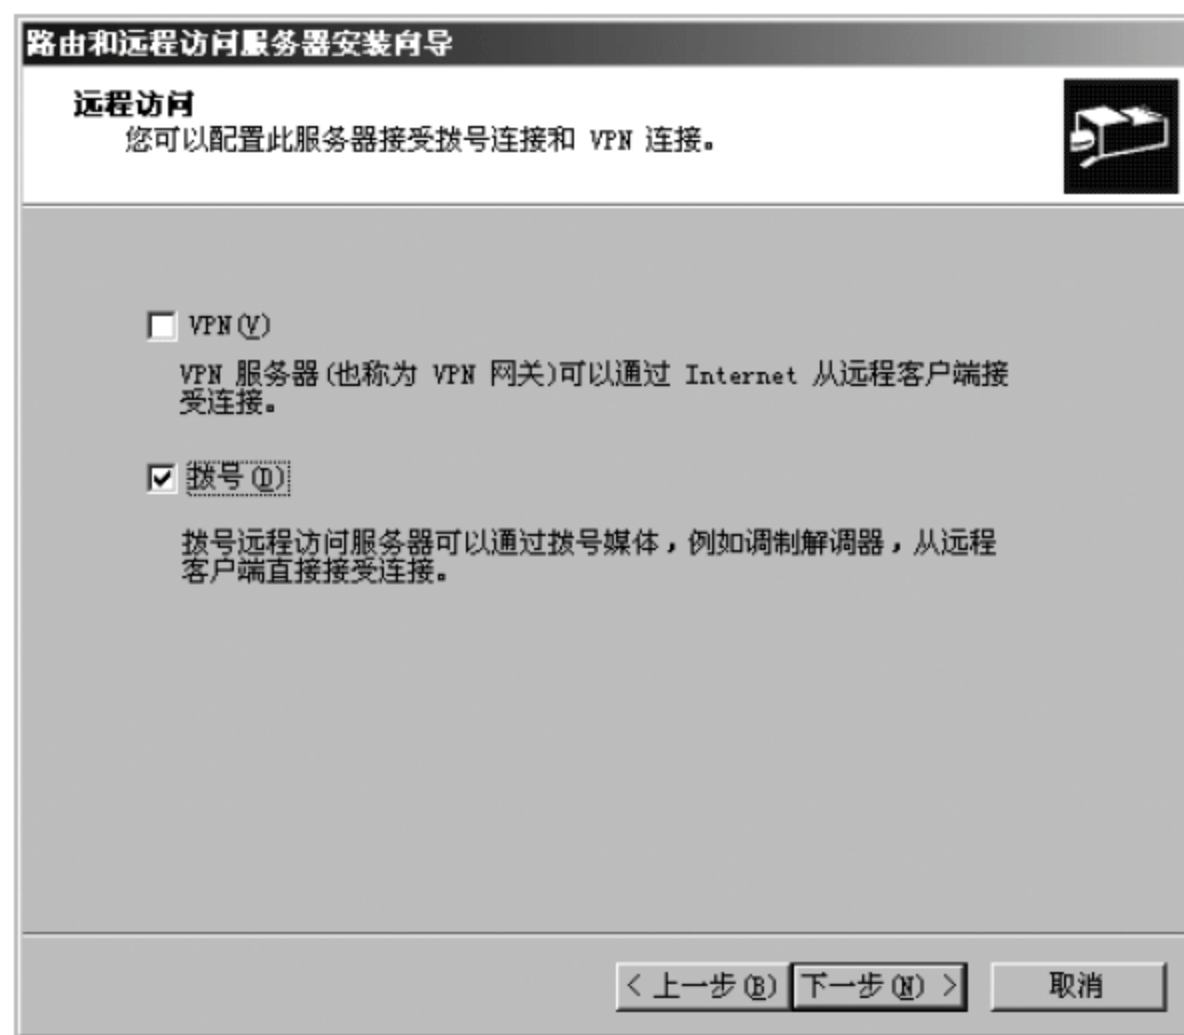 路由和远程访问服务器安装向导
远程访问
您可以配置此服务器接受拨号连接和 VPN 连接。
VPN(V)
VPN 服务器(也称为 VPN 网关)可以通过 Internet 从远程客户端接
受连接。
拨号(D)
拨号远程访问服务器可以通过拨号媒体，例如调制解调器，从远程
客户端直接接受连接。
< 上一步(B) 下一步(N) > 取消